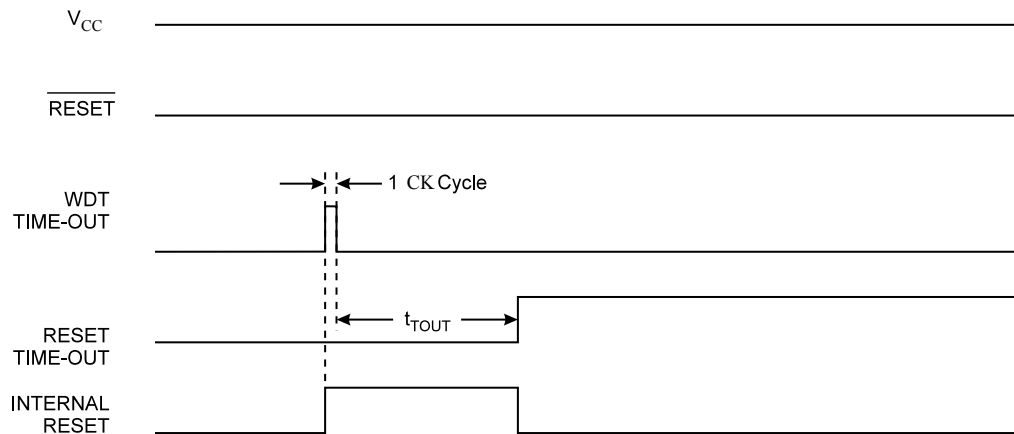 VCC
RESET
1 CK Cycle
WDT
TIME-OUT
tTOUT
RESET
TIME-OUT
INTERNAL
RESET